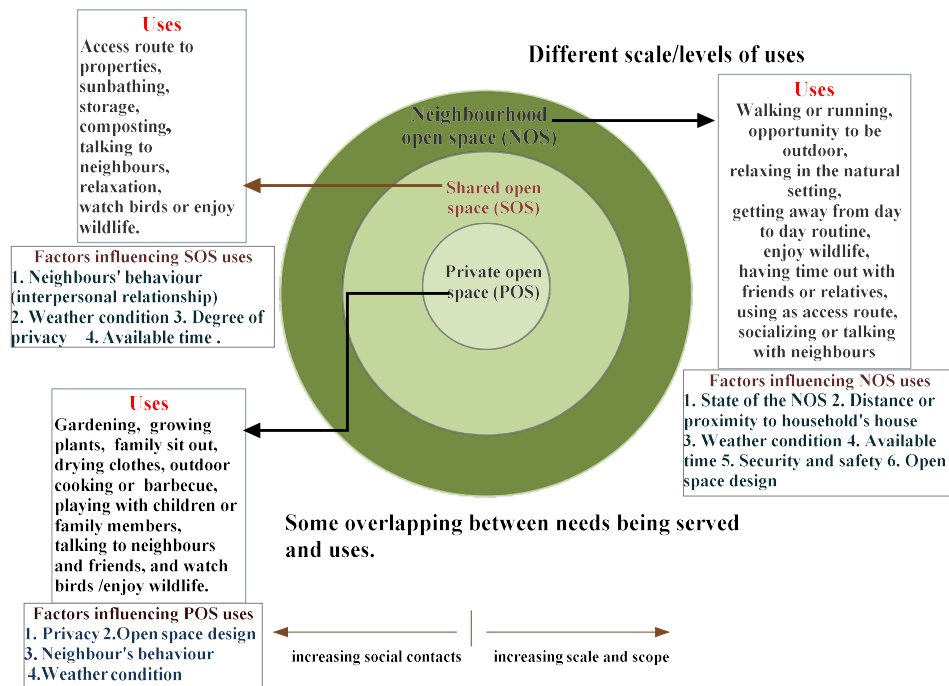 Uses
Access route to
properties,
sunbathing,
storage,
composting,
talking to
neighbours,
relaxation,
watch birds or enjoy
wildlife.
Factors influencing SOS uses
1. Neighbours' behaviour
(interpersonal relationship)
2. Weather condition 3. Degree of
privacy 4. Available time .
Different scale/levels of uses
Neighbourhood
open space (NOS)
Shared open
space (SOS)
Private open
space (POS)
Uses
Walking or running,
opportunity to be
outdoor,
relaxing in the natural
setting,
getting away from day
to day routine,
enjoy wildlife,
having time out with
friends or relatives,
using as access route,
socializing or talking
with neighbours
Factors influencing NOS uses
1. State of the NOS 2. Distance or
proximity to household's house
3. Weather condition 4. Available
time 5. Security and safety 6. Open
space design
Uses
Gardening, growing
plants, family sit out,
drying clothes, outdoor
cooking or barbecue,
playing with children or
family members,
talking to neighbours
and friends, and watch
birds /enjoy wildlife.
Factors influencing POS uses
1. Privacy 2.Open space design
3. Neighbour's behaviour
4.Weather condition
Some overlapping between needs being served
and uses.
increasing social contacts
increasing scale and scope